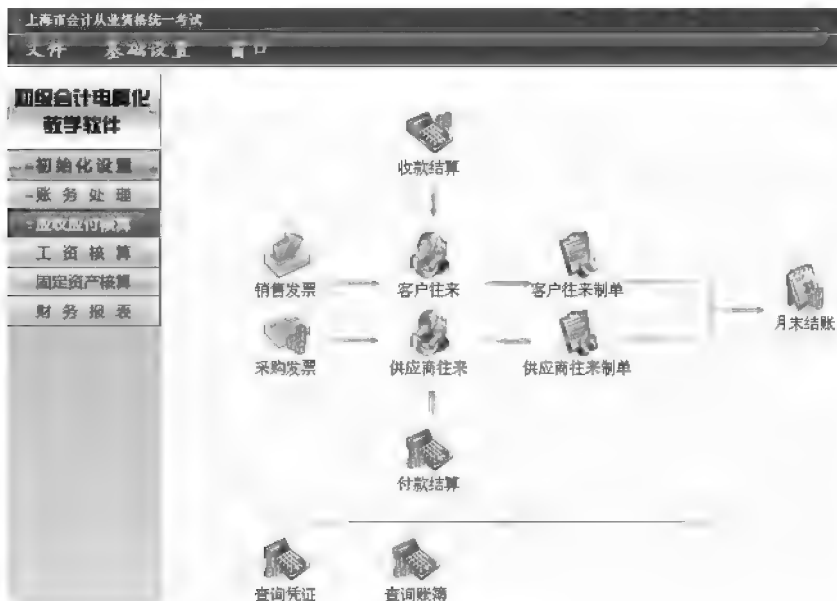 上海市会计从业资格统一考试
文件 基础设置 窗口
初级会计电算化
教学软件
初始化设置
账务处理
应收应付核算
工资核算
固定资产核算
财务报表
收款结算
销售发票 客户往来 客户往来制单
月末结账
采购发票 供应商往来 供应商往来制单
付款结算
查询凭证 查询账簿